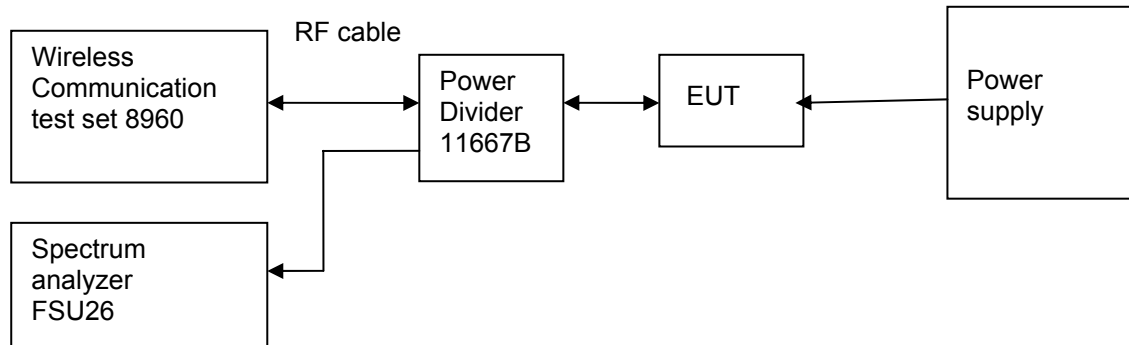 RF cable
Wireless
Communication
test set 8960
Power
Divider
11667B
EUT
Power
supply
Spectrum
analyzer
FSU26